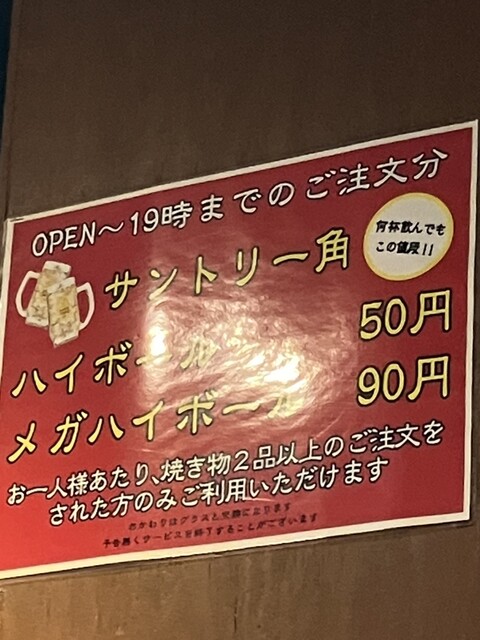 OPEN〜19時までのご注文分
何杯飲んでも
この値段!!
サントリー角
ハイボール 50円
メガハイボール 90円
お一人様あたり、焼き物2品以上のご注文を
された方のみご利用いただけます
おかわりはグラスと交換になります
予告無くサービスを終了することがございます